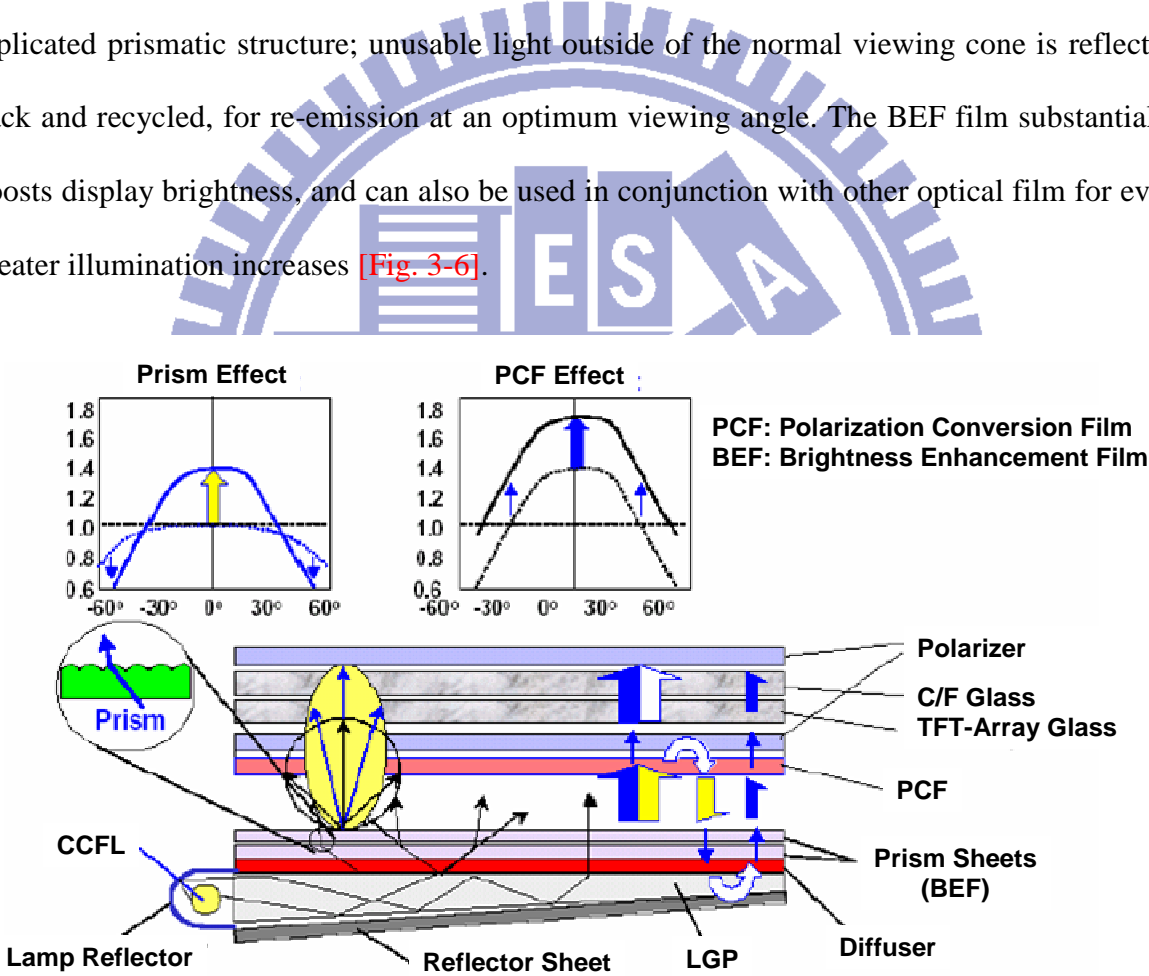 plicated prismatic structure; unusable light outside of the normal viewing cone is reflect
ack and recycled, for re-emission at an optimum viewing angle. The BEF film substantial
oosts display brightness, and can also be used in conjunction with other optical film for ev
eater illumination increases [Fig. 3-6].
E S A
Prism Effect
PCF Effect :
1.8
1.6
1.4
1.2
1.0
0.8
0.6
-60° -30° 0° 30° 60°
1.8
1.6
1.4
1.2
1.0
0.8
0.6
-60° -30° 0° 30° 60°
PCF: Polarization Conversion Film
BEF: Brightness Enhancement Film
Prism
Polarizer
C/F Glass
TFT-Array Glass
PCF
CCFL
Prism Sheets
(BEF)
Lamp Reflector
Reflector Sheet
LGP
Diffuser